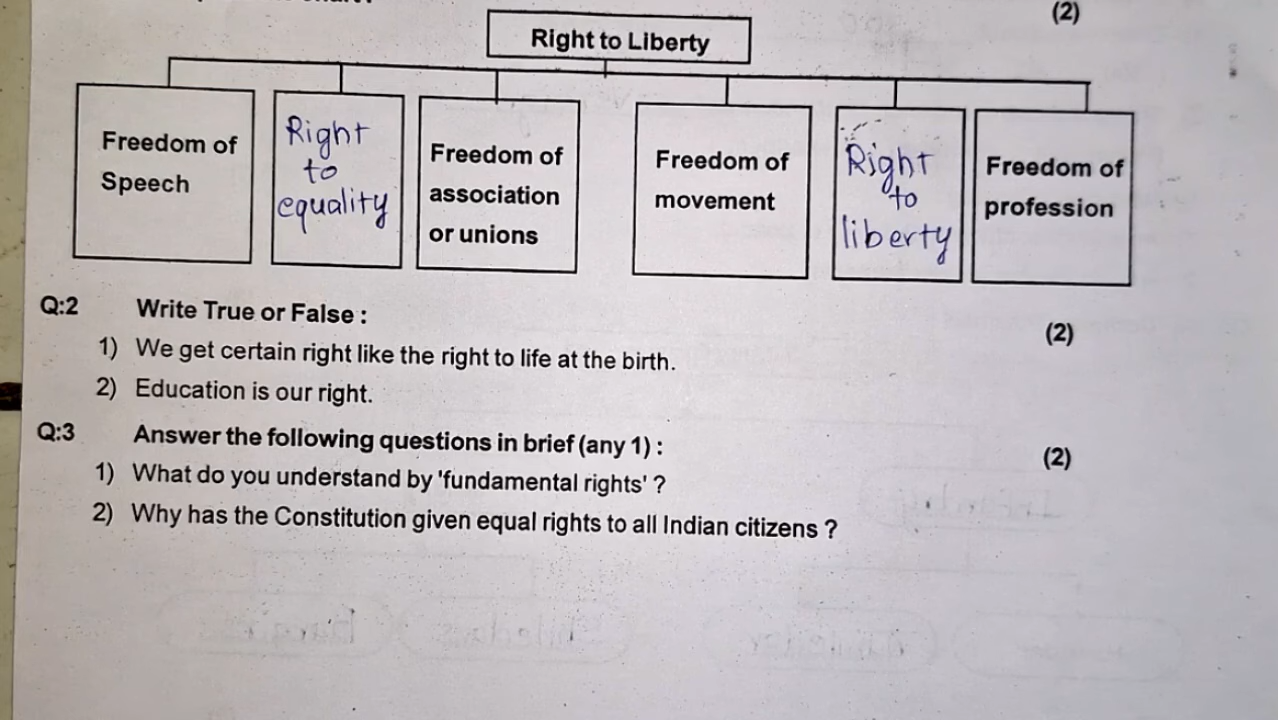 (2)
Right to Liberty
Freedom of
Speech
Right
to
equality
Freedom of
association
or unions
Freedom of
movement
Right
to
liberty
Freedom of
profession
Q:2 Write True or False : (2)
1) We get certain right like the right to life at the birth.
2) Education is our right.
Q:3 Answer the following questions in brief (any 1) : (2)
1) What do you understand by 'fundamental rights' ?
2) Why has the Constitution given equal rights to all Indian citizens ?